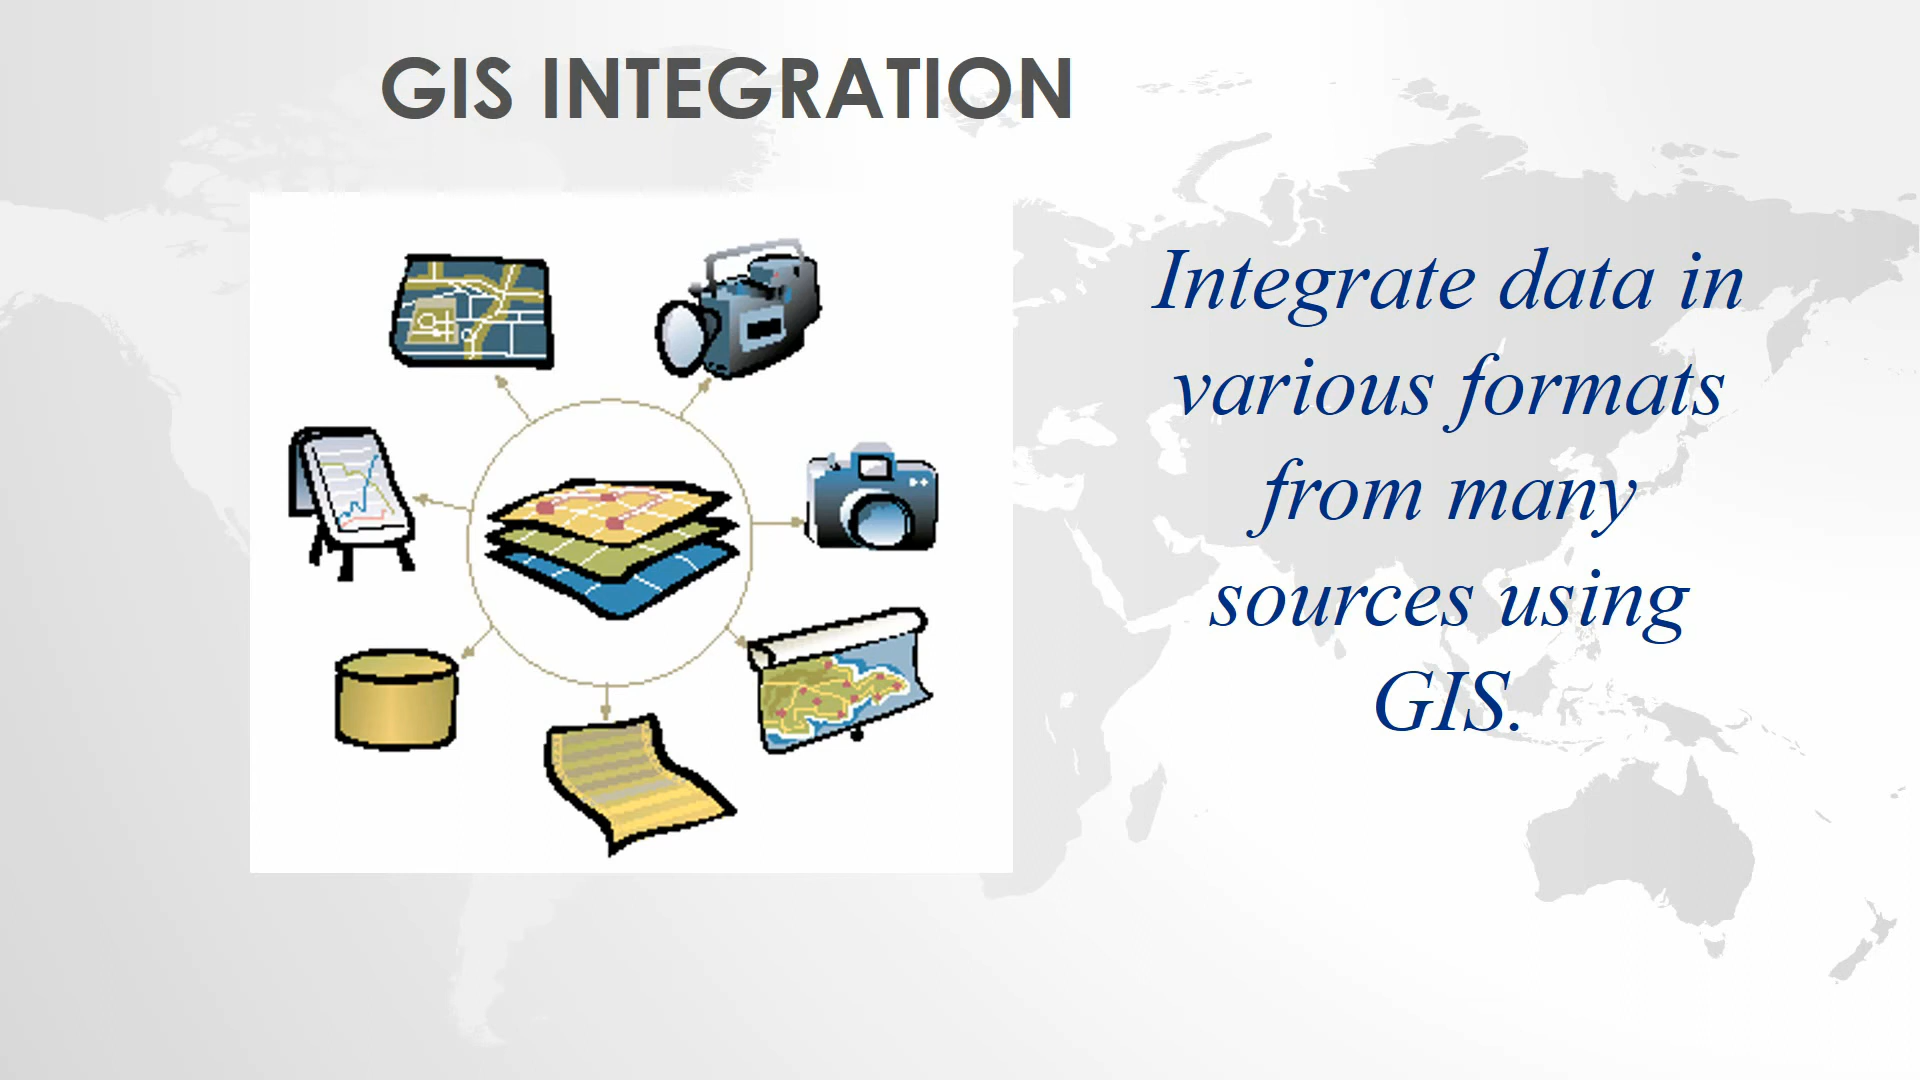 GIS INTEGRATION
Integrate data in
various formats
from many
sources using
GIS.